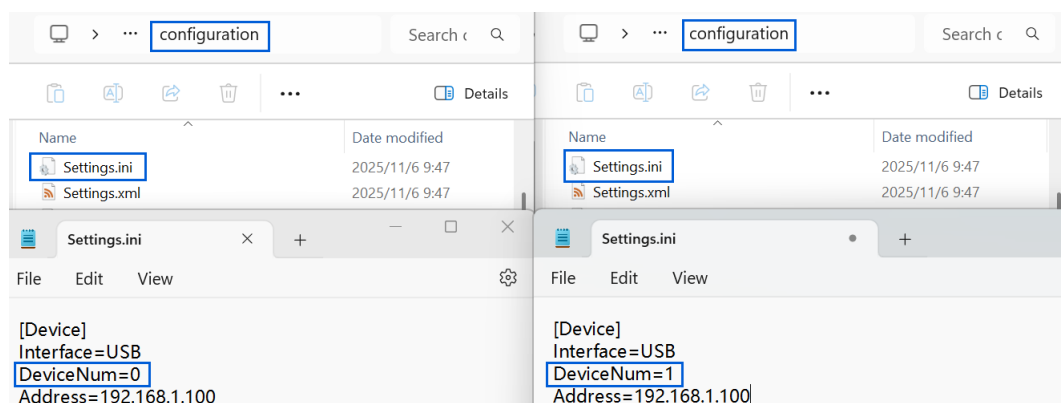 configuration
Search
Details
Name
Date modified
Settings.ini
2025/11/6 9:47
Settings.xml
2025/11/6 9:47
Settings.ini
File Edit View
[Device]
Interface=USB
DeviceNum=0
Address=192.168.1.100
configuration
Search
Details
Name
Date modified
Settings.ini
2025/11/6 9:47
Settings.xml
2025/11/6 9:47
Settings.ini
File Edit View
[Device]
Interface=USB
DeviceNum=1
Address=192.168.1.100